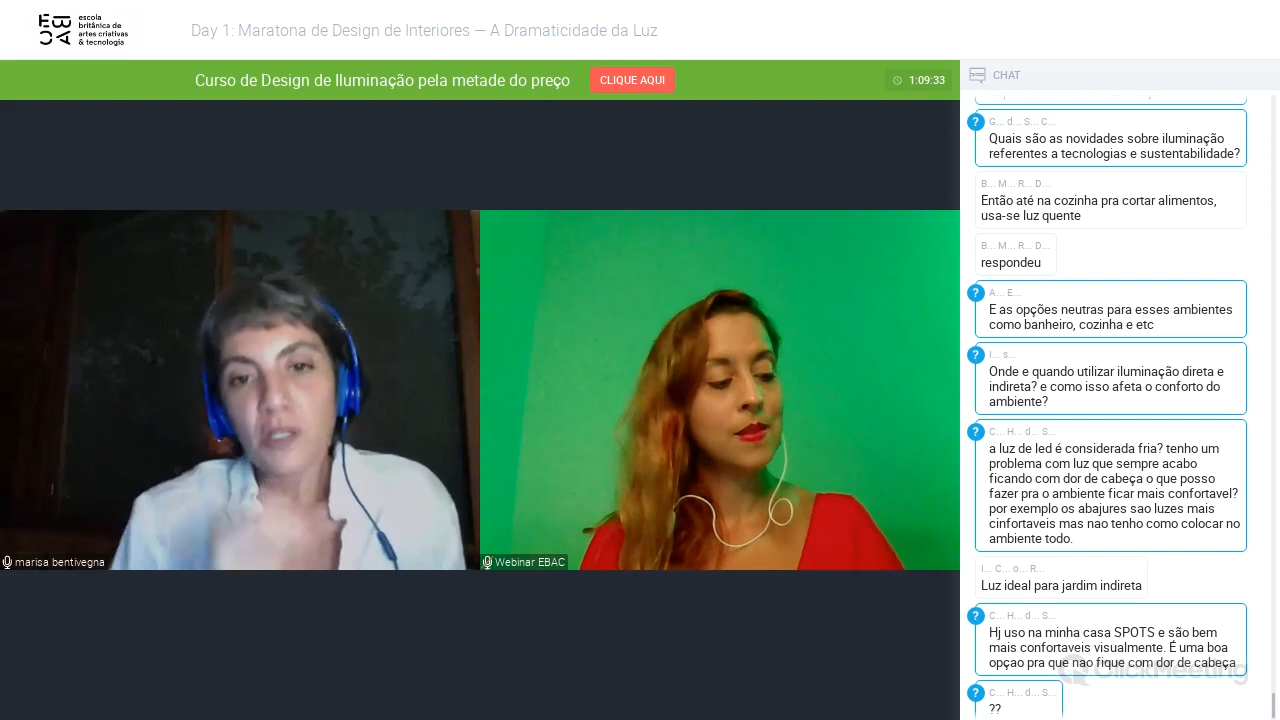 EBAC
escola
britânica de
artes criativas
& tecnologia
Day 1: Maratona de Design de Interiores — A Dramaticidade da Luz
Curso de Design de Iluminação pela metade do preço
CLIQUE AQUI
1:09:33
marisa bentivegna
Webinar EBAC
CHAT
? G... d... S... C...
Quais são as novidades sobre iluminação
referentes a tecnologias e sustentabilidade?
B... M... R... D...
Então até na cozinha pra cortar alimentos,
usa-se luz quente
B... M... R... D...
respondeu
? A... E...
E as opções neutras para esses ambientes
como banheiro, cozinha e etc
? I... s...
Onde e quando utilizar iluminação direta e
indireta? e como isso afeta o conforto do
ambiente?
? C... H... d... S...
a luz de led é considerada fria? tenho um
problema com luz que sempre acabo
ficando com dor de cabeça o que posso
fazer pra o ambiente ficar mais confortavel?
por exemplo os abajures sao luzes mais
cinfortaveis mas nao tenho como colocar no
ambiente todo.
I... C... o... R...
Luz ideal para jardim indireta
? C... H... d... S...
Hj uso na minha casa SPOTS e são bem
mais confortaveis visualmente. É uma boa
opçao pra que nao fique com dor de cabeça
ClickMeeting
? C... H... d... S...
??